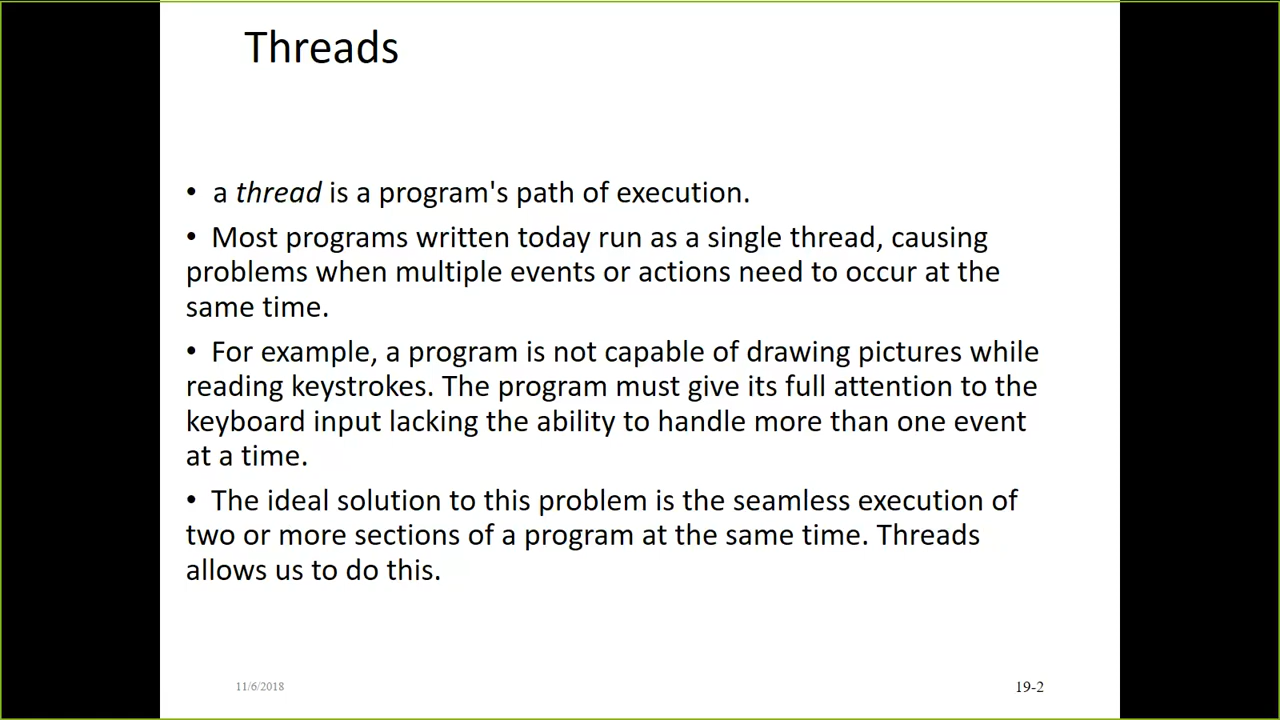 Threads
• a thread is a program's path of execution.
• Most programs written today run as a single thread, causing
problems when multiple events or actions need to occur at the
same time.
• For example, a program is not capable of drawing pictures while
reading keystrokes. The program must give its full attention to the
keyboard input lacking the ability to handle more than one event
at a time.
• The ideal solution to this problem is the seamless execution of
two or more sections of a program at the same time. Threads
allows us to do this.
11/6/2018
19-2